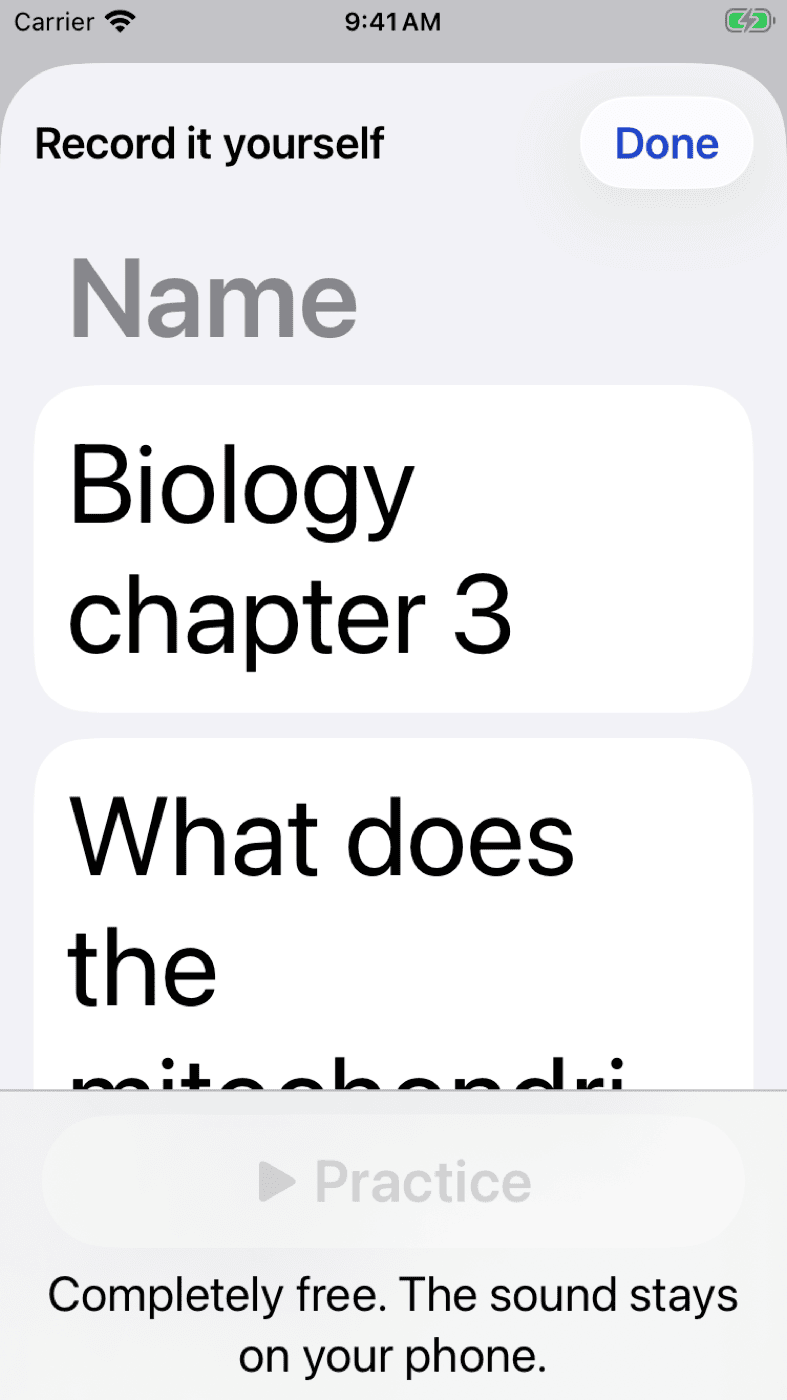 Carrier
9:41 AM
Record it yourself
Done
Name
Biology
chapter 3
What does
the
mitochondri
Practice
Completely free. The sound stays
on your phone.